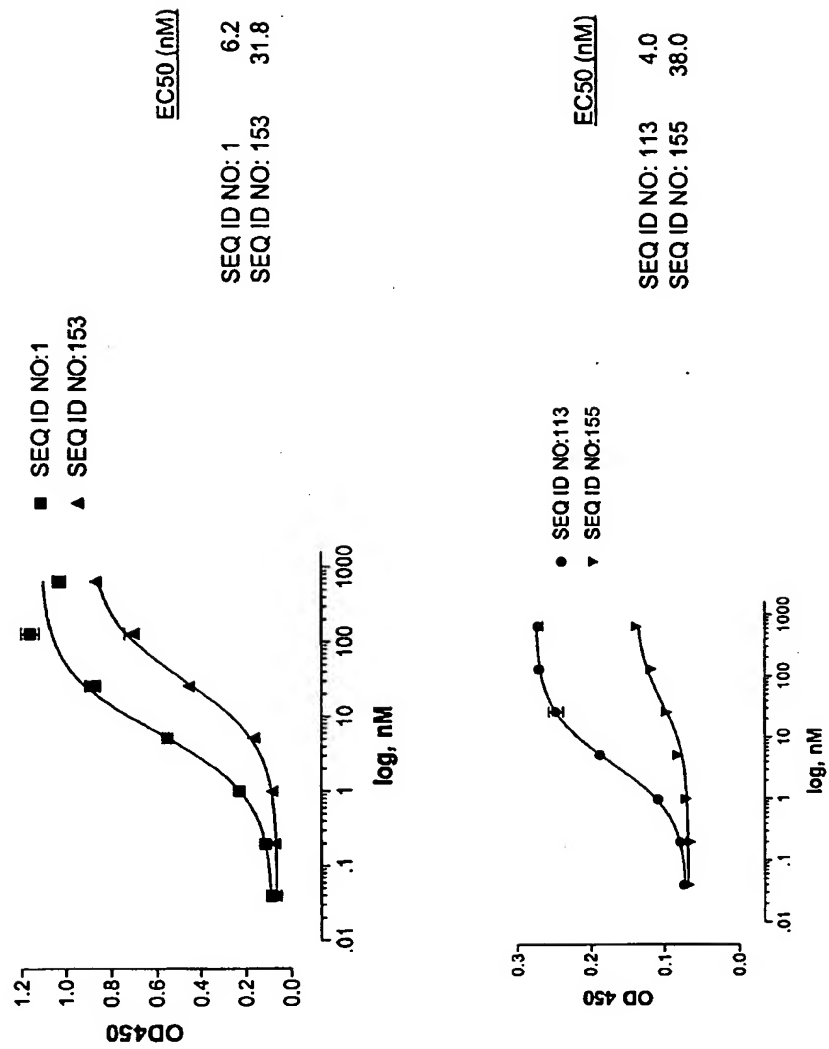 SEQ ID NO:1
SEQ ID NO:153
1.2
1.0
0.8
0.6
0.4
0.2
0.0
OD450
.01
.1
1
10
100
1000
log, nM
EC50 (nM)
SEQ ID NO: 1 6.2
SEQ ID NO: 153 31.8
SEQ ID NO:113
SEQ ID NO:155
0.3
0.2
0.1
0.0
OD 450
.01
.1
1
10
100
1000
log, nM
EC50 (nM)
SEQ ID NO: 113 4.0
SEQ ID NO: 155 38.0